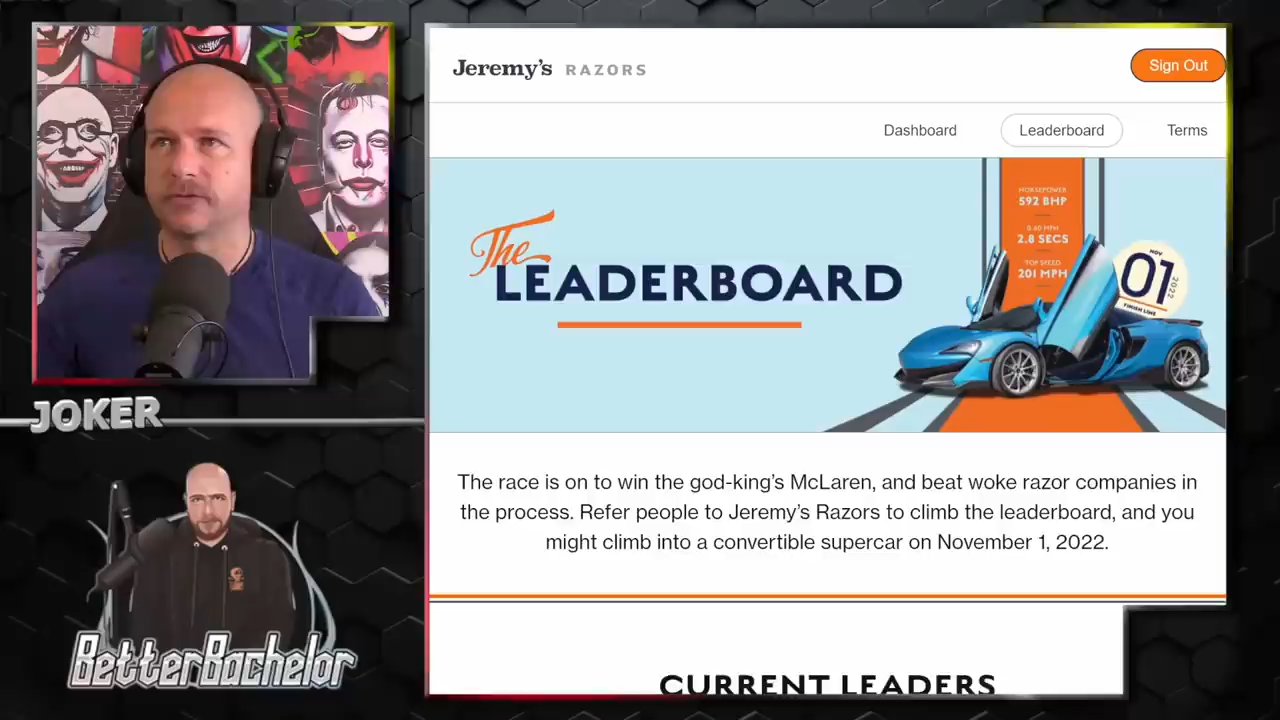 Jeremy's RAZORS
Sign Out
Dashboard
Leaderboard
Terms
The
LEADERBOARD
HORSEPOWER
592 BHP
0-60 MPH
2.8 SECS
TOP SPEED
201 MPH
NOV
01
2022
FINISH LINE
The race is on to win the god-king's McLaren, and beat woke razor companies in
the process. Refer people to Jeremy's Razors to climb the leaderboard, and you
might climb into a convertible supercar on November 1, 2022.
CURRENT LEADERS
JOKER
BetterBachelor